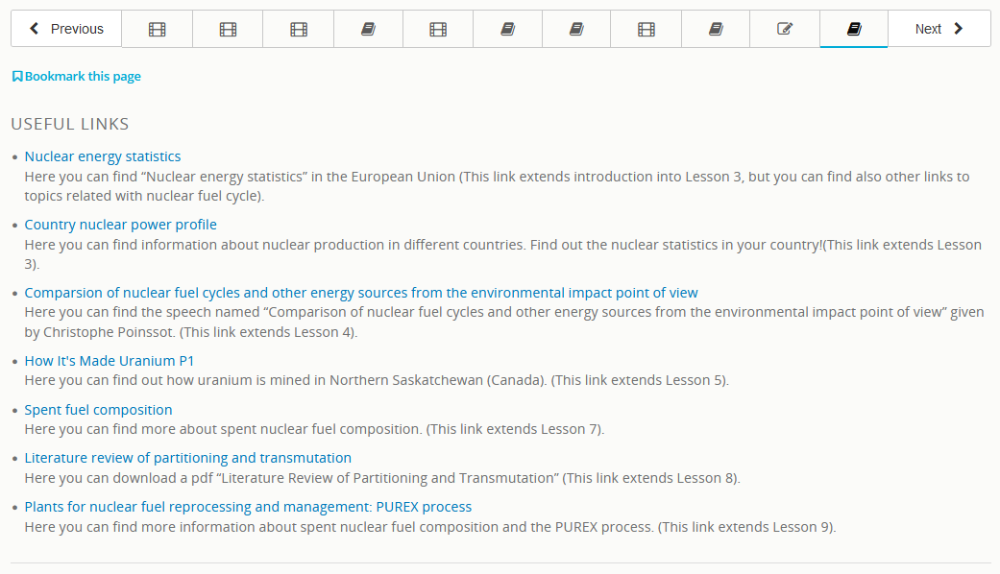 Previous
Next
Bookmark this page
USEFUL LINKS
Nuclear energy statistics
Here you can find “Nuclear energy statistics” in the European Union (This link extends introduction into Lesson 3, but you can find also other links to
topics related with nuclear fuel cycle).
Country nuclear power profile
Here you can find information about nuclear production in different countries. Find out the nuclear statistics in your country!(This link extends Lesson
3).
Comparsion of nuclear fuel cycles and other energy sources from the environmental impact point of view
Here you can find the speech named “Comparison of nuclear fuel cycles and other energy sources from the environmental impact point of view” given
by Christophe Poinssot. (This link extends Lesson 4).
How It's Made Uranium P1
Here you can find out how uranium is mined in Northern Saskatchewan (Canada). (This link extends Lesson 5).
Spent fuel composition
Here you can find more about spent nuclear fuel composition. (This link extends Lesson 7).
Literature review of partitioning and transmutation
Here you can download a pdf “Literature Review of Partitioning and Transmutation” (This link extends Lesson 8).
Plants for nuclear fuel reprocessing and management: PUREX process
Here you can find more information about spent nuclear fuel composition and the PUREX process. (This link extends Lesson 9).